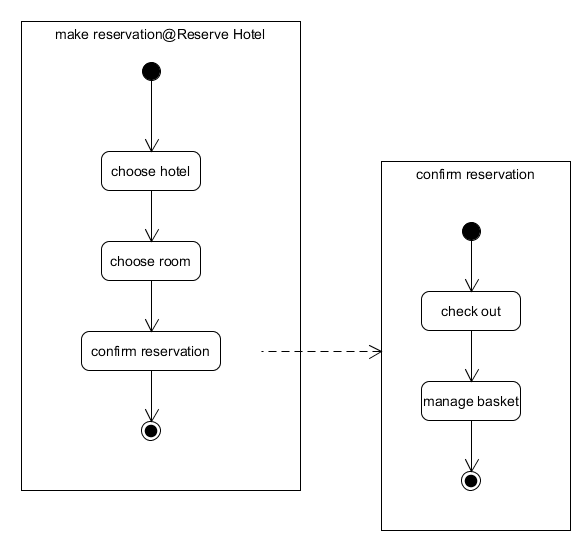 make reservation@Reserve Hotel
choose hotel
choose room
confirm reservation
confirm reservation
check out
manage basket